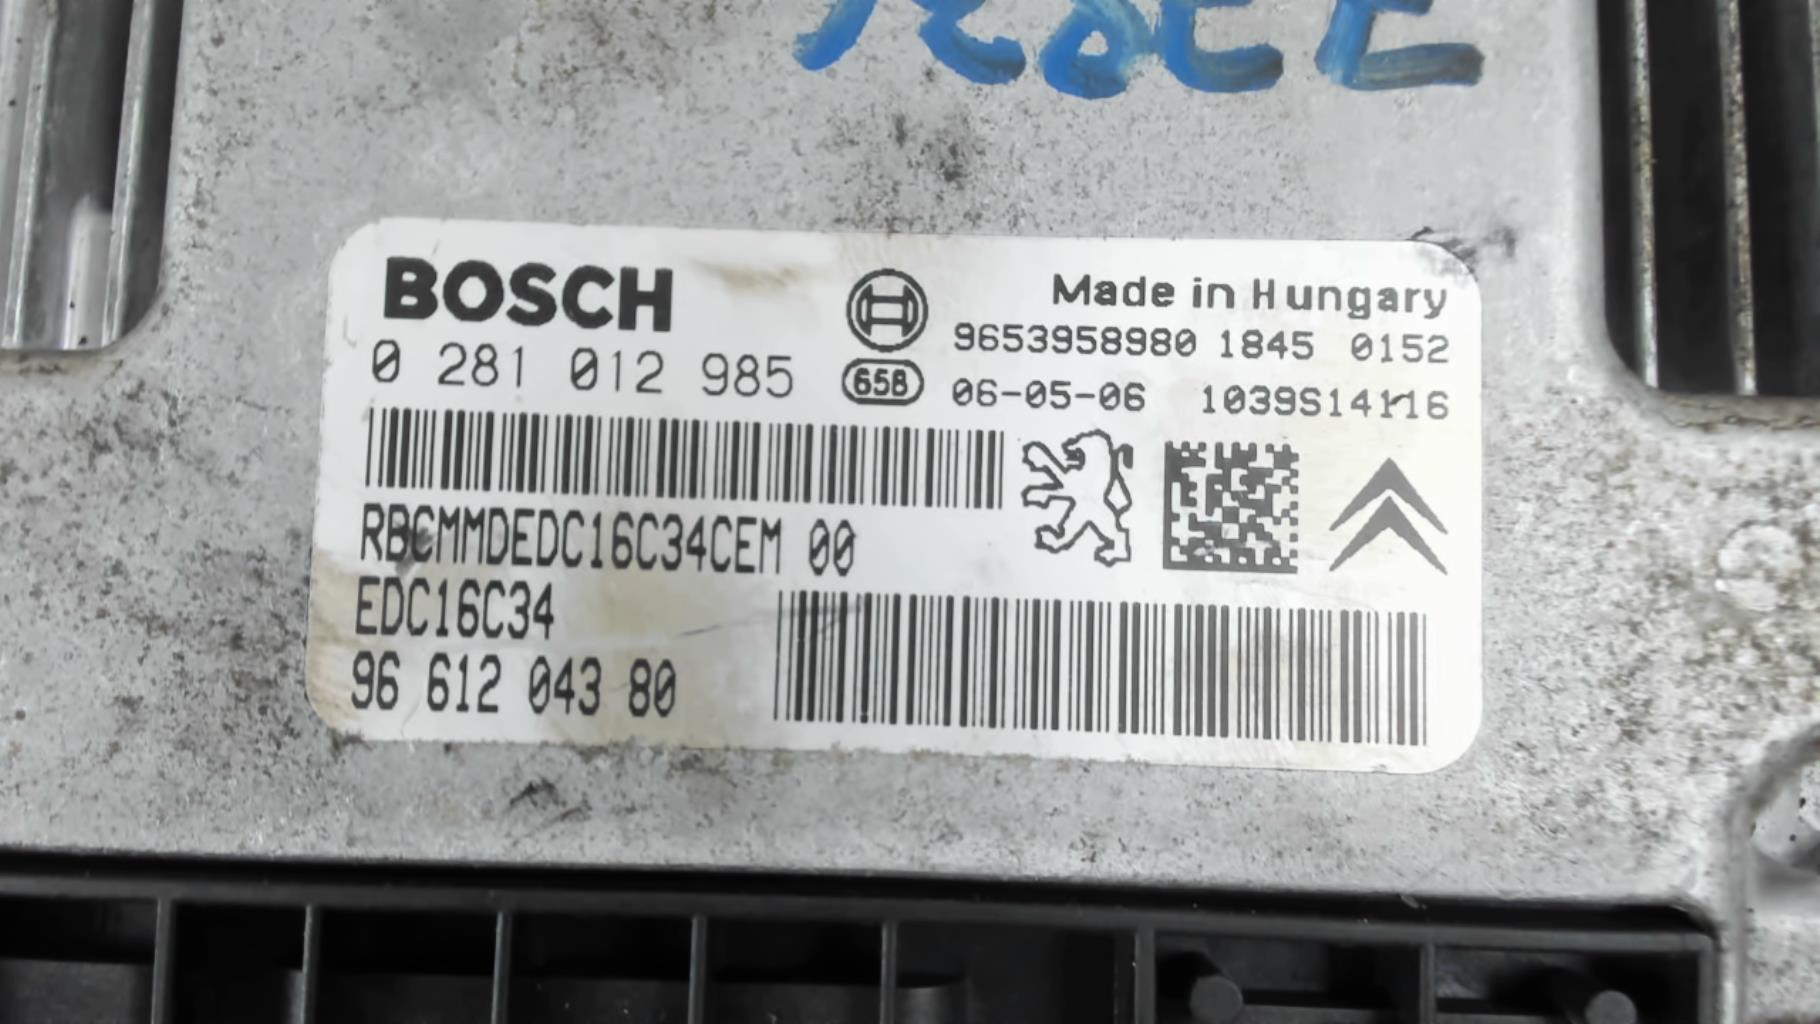 BOSCH
Made in Hungary
9653958980 1845 0152
0 281 012 985
658
06-05-06 1039S14116
RBCMMDEDC16C34CEM 00
EDC16C34
96 612 043 80